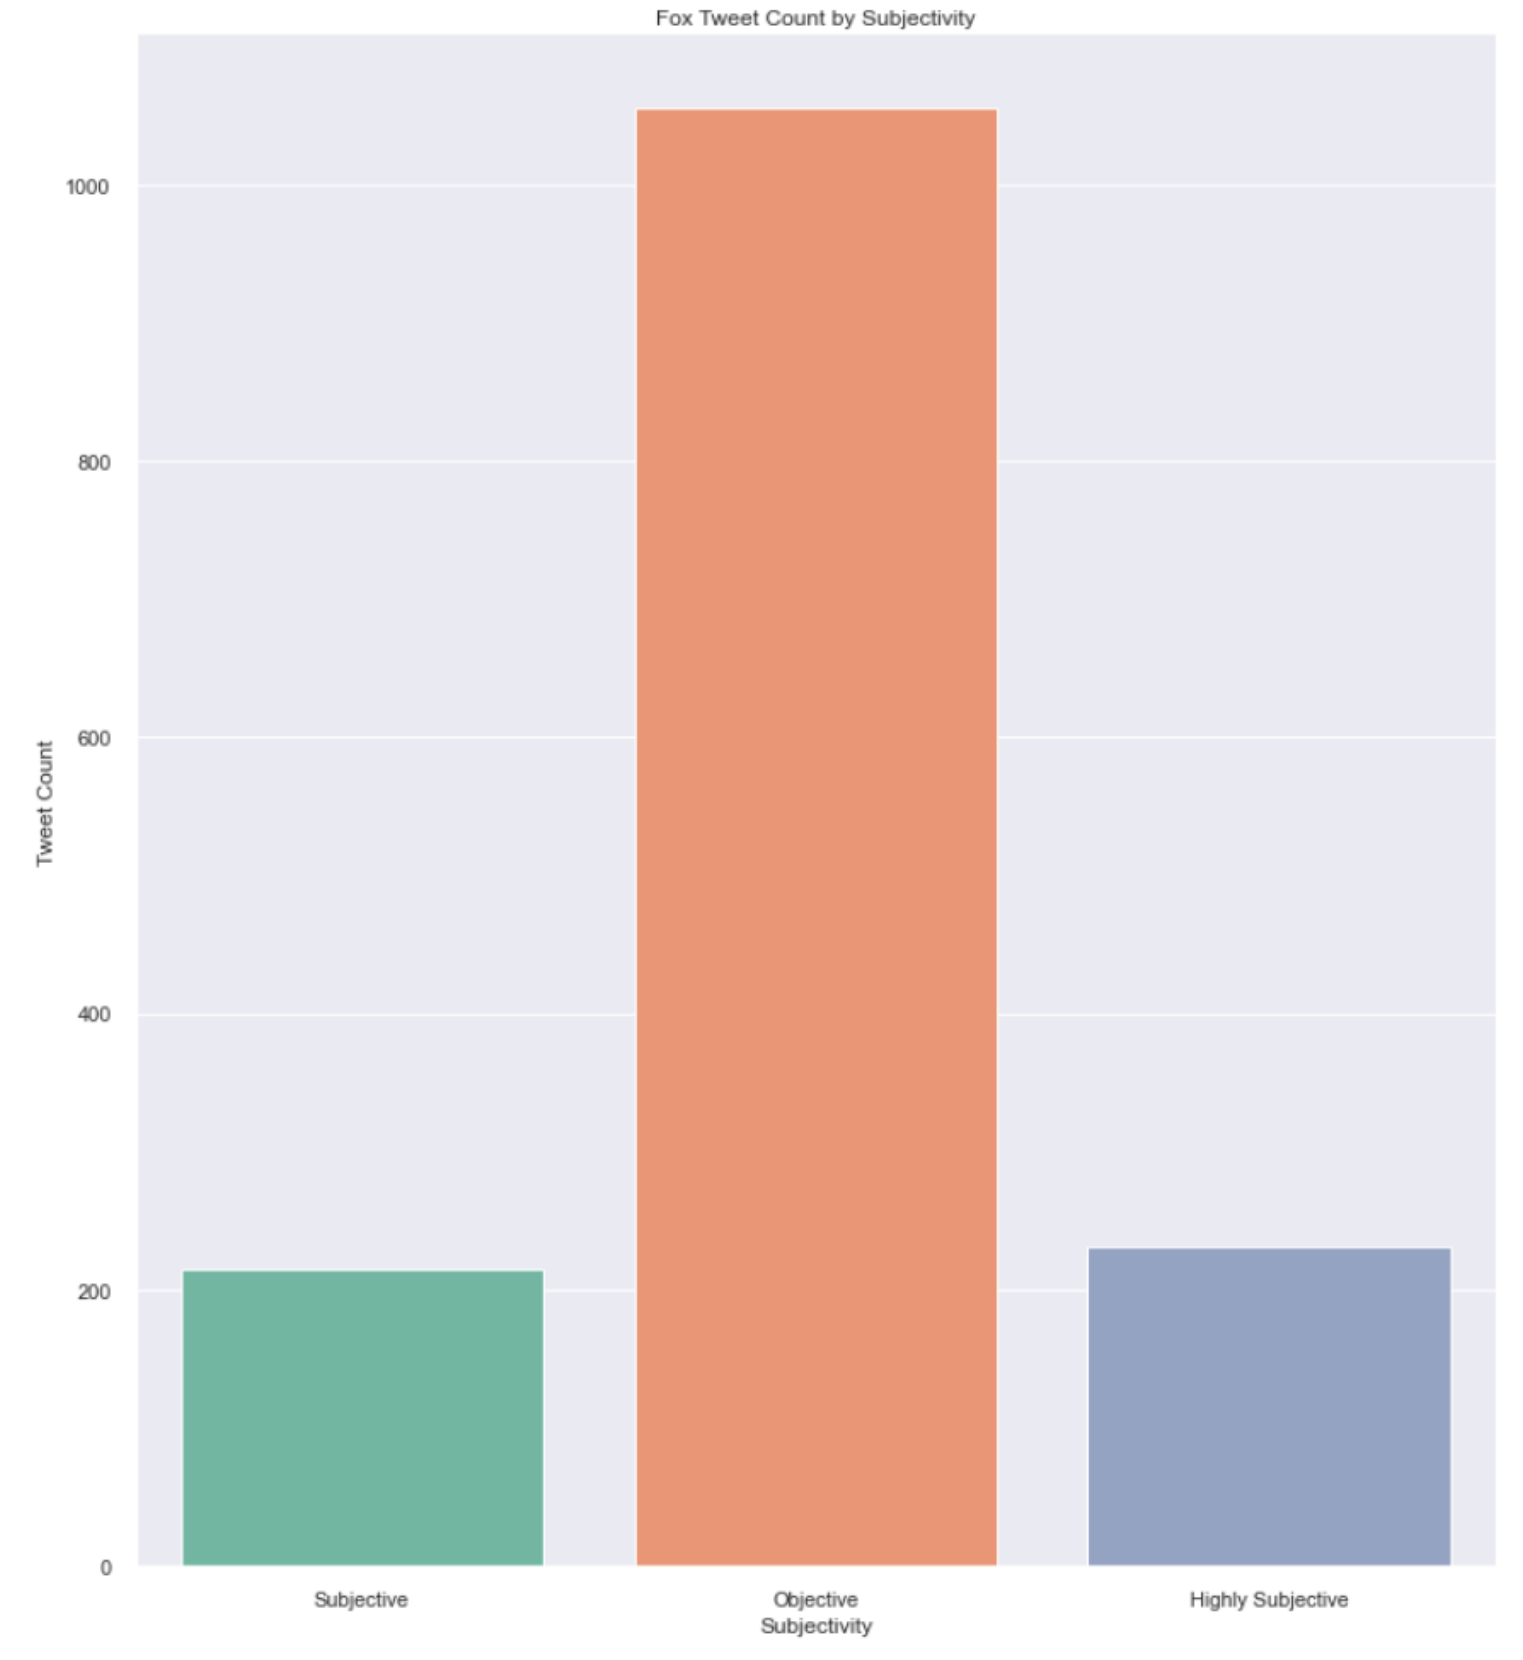 Fox Tweet Count by Subjectivity
1000
800
600
400
200
0
Tweet Count
Subjective
Objective
Highly Subjective
Subjectivity